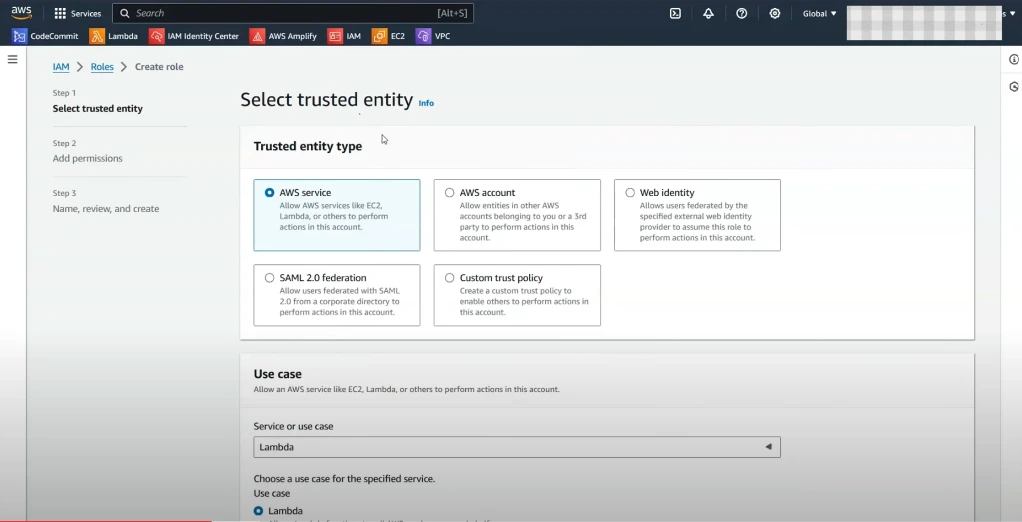 aws
Services
Search
[Alt+S]
Global
s
CodeCommit
Lambda
IAM Identity Center
AWS Amplify
IAM
EC2
VPC
IAM > Roles > Create role
Step 1
Select trusted entity
Step 2
Add permissions
Step 3
Name, review, and create
Select trusted entity Info
Trusted entity type
AWS service
Allow AWS services like EC2,
Lambda, or others to perform
actions in this account.
AWS account
Allow entities in other AWS
accounts belonging to you or a 3rd
party to perform actions in this
account.
Web identity
Allows users federated by the
specified external web identity
provider to assume this role to
perform actions in this account.
SAML 2.0 federation
Allow users federated with SAML
2.0 from a corporate directory to
perform actions in this account.
Custom trust policy
Create a custom trust policy to
enable others to perform actions in
this account.
Use case
Allow an AWS service like EC2, Lambda, or others to perform actions in this account.
Service or use case
Lambda
Choose a use case for the specified service.
Use case
Lambda